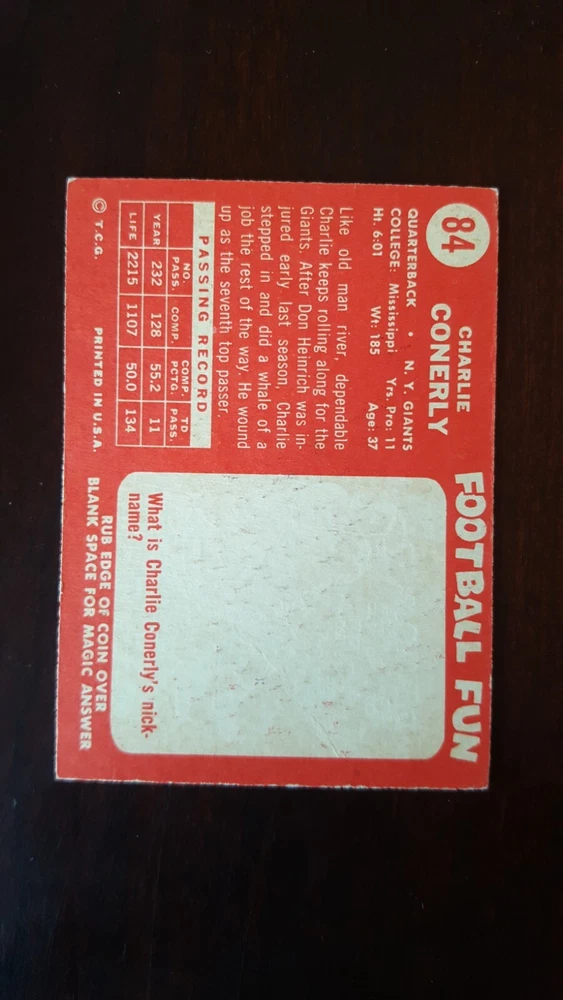 84
CHARLIE
CONERLY
QUARTERBACK • N. Y. GIANTS
COLLEGE: Mississippi Yrs. Pro: 11
Ht. 6:01 Wt: 185 Age: 37
Like old man river, dependable
Charlie keeps rolling along for the
Giants. After Don Heinrich was in-
jured early last season, Charlie
stepped in and did a whale of a
job the rest of the way. He wound
up as the seventh top passer.
PASSING RECORD
NO. PASS. COMP. COMP. PCTG. TD PASS.
YEAR 232 128 55.2 11
LIFE 2215 1107 50.0 134
© T.C.G. PRINTED IN U.S.A.
FOOTBALL FUN
What is Charlie Conerly's nick-
name?
RUB EDGE OF COIN OVER
BLANK SPACE FOR MAGIC ANSWER